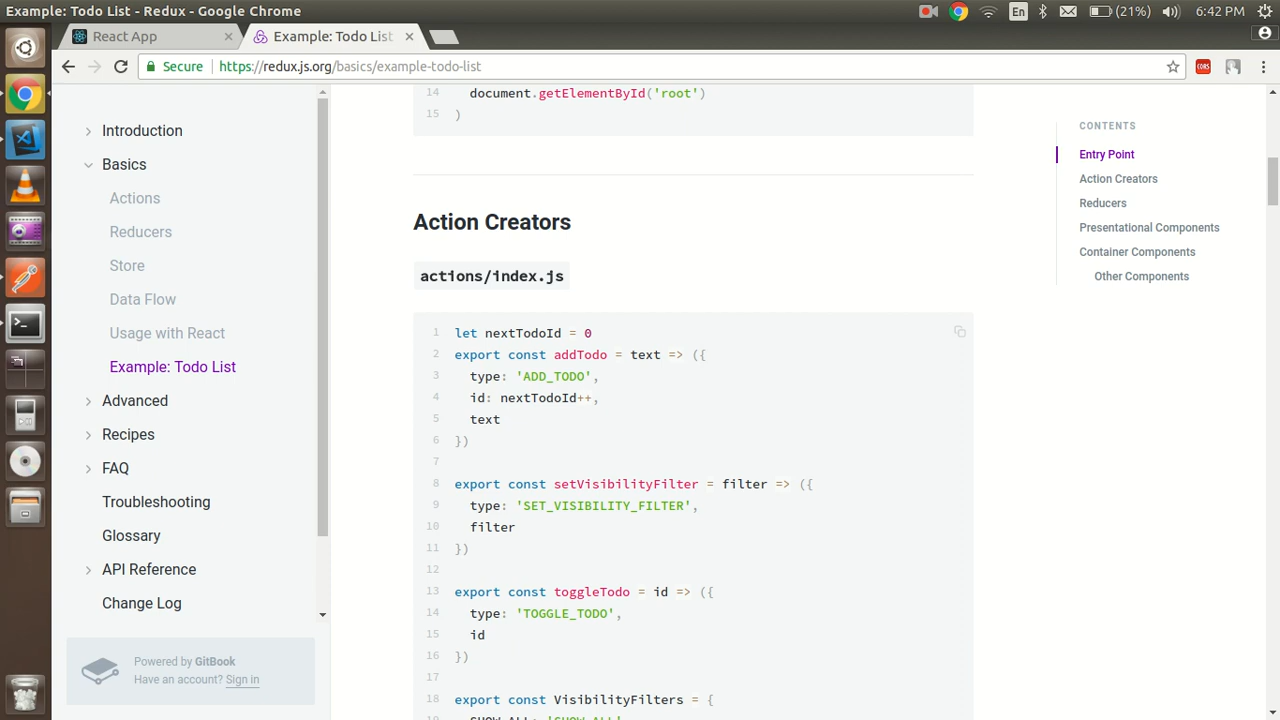 Example: Todo List - Redux - Google Chrome
En
(21%)
6:42 PM
React App
Example: Todo List
Secure
https://redux.js.org/basics/example-todo-list
CORS
Introduction
Basics
Actions
Reducers
Store
Data Flow
Usage with React
Example: Todo List
Advanced
Recipes
FAQ
Troubleshooting
Glossary
API Reference
Change Log
Powered by GitBook
Have an account? Sign in
14 document.getElementById('root')
15 )
Action Creators
actions/index.js
1 let nextTodoId = 0
2 export const addTodo = text => ({
3 type: 'ADD_TODO',
4 id: nextTodoId++,
5 text
6 })
7
8 export const setVisibilityFilter = filter => ({
9 type: 'SET_VISIBILITY_FILTER',
10 filter
11 })
12
13 export const toggleTodo = id => ({
14 type: 'TOGGLE_TODO',
15 id
16 })
17
18 export const VisibilityFilters = {
19 SHOW_ALL: 'SHOW_ALL',
CONTENTS
Entry Point
Action Creators
Reducers
Presentational Components
Container Components
Other Components